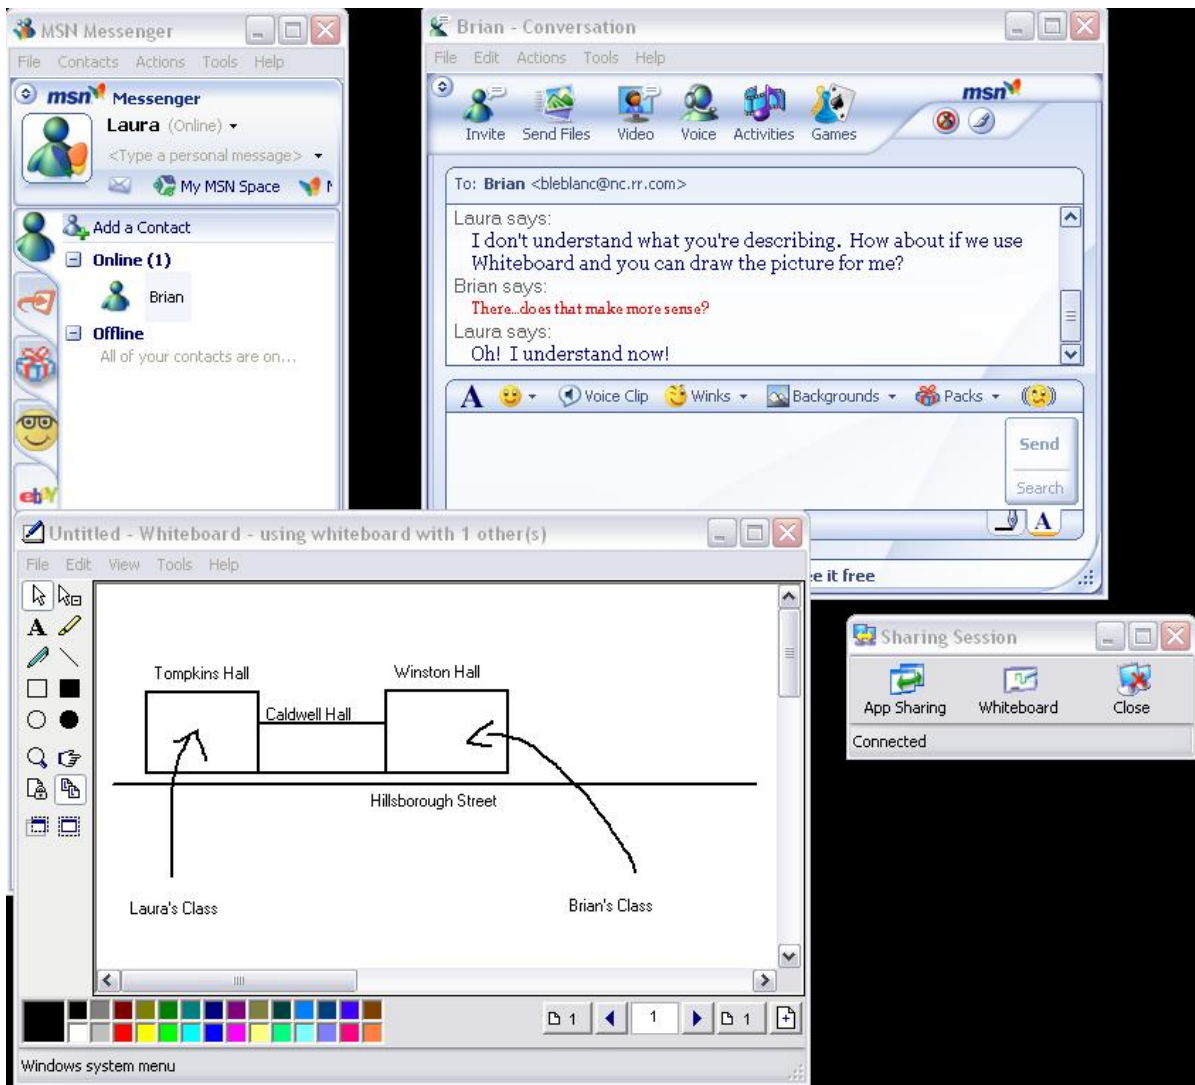 MSN Messenger
File Contacts Actions Tools Help
msn Messenger
Laura (Online)
<Type a personal message>
My MSN Space
Add a Contact
Online (1)
Brian
Offline
All of your contacts are on...
ebY
Brian - Conversation
File Edit Actions Tools Help
msn
Invite Send Files Video Voice Activities Games
To: Brian <bleblanc@nc.rr.com>
Laura says:
I don't understand what you're describing. How about if we use
Whiteboard and you can draw the picture for me?
Brian says:
There...does that make more sense?
Laura says:
Oh! I understand now!
A Voice Clip Winks Backgrounds Packs
Send
Search
A
e it free
Untitled - Whiteboard - using whiteboard with 1 other(s)
File Edit View Tools Help
A
Tompkins Hall Winston Hall
Caldwell Hall
Hillsborough Street
Laura's Class Brian's Class
1 1 1
Windows system menu
Sharing Session
App Sharing Whiteboard Close
Connected